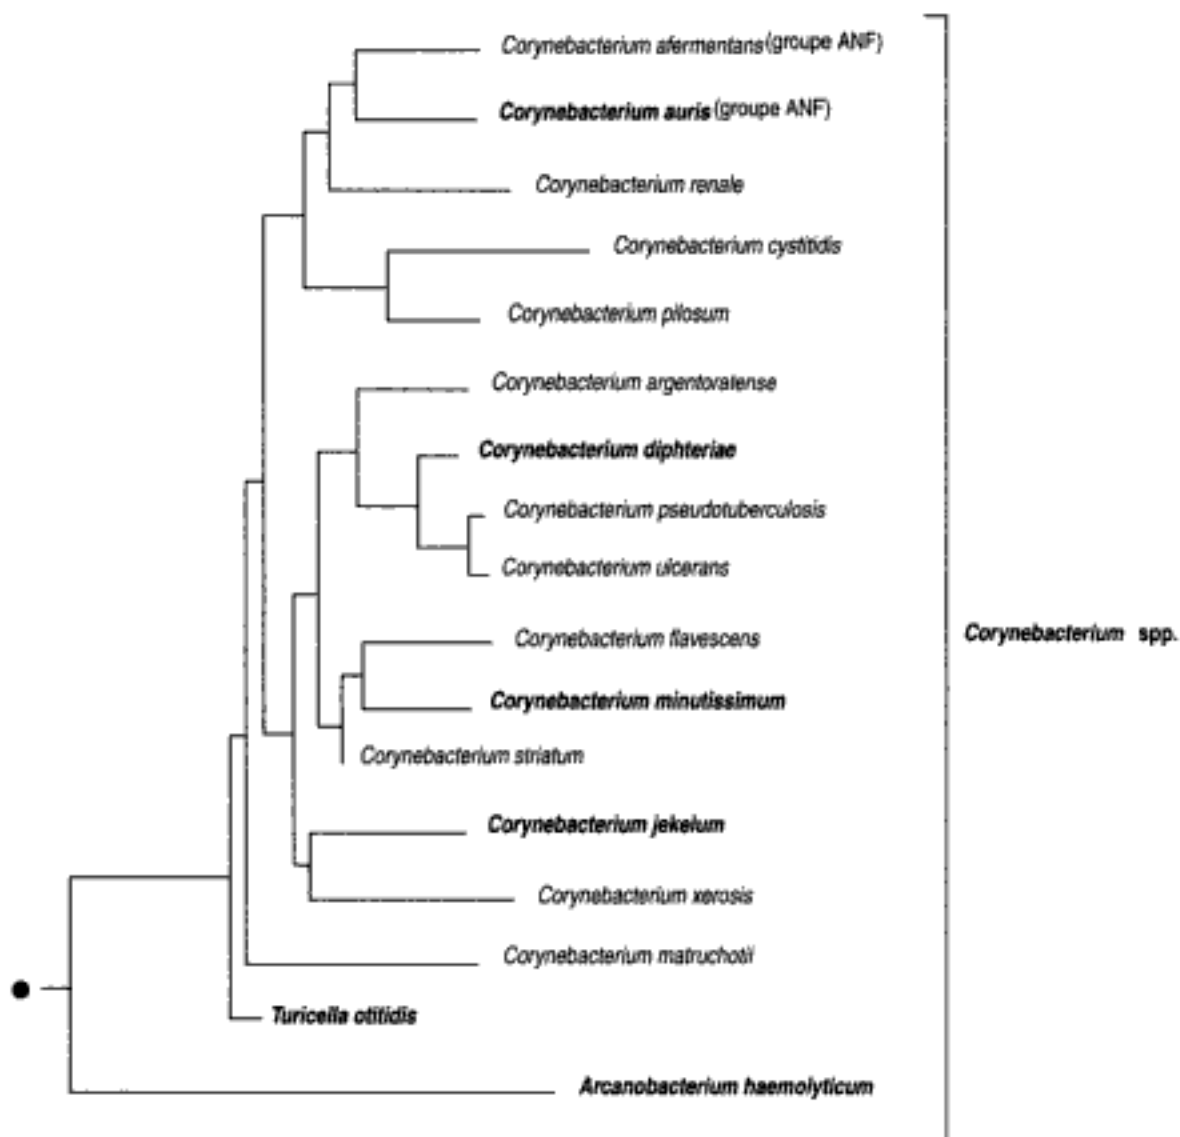 Corynebacterium afermentans (groupe ANF)
Corynebacterium auris (groupe ANF)
Corynebacterium renale
Corynebacterium cystitidis
Corynebacterium pilosum
Corynebacterium argentoratense
Corynebacterium diphteriae
Corynebacterium pseudotuberculosis
Corynebacterium ulcerans
Corynebacterium flavescens
Corynebacterium spp.
Corynebacterium minutissimum
Corynebacterium striatum
Corynebacterium jekeium
Corynebacterium xerosis
Corynebacterium matruchotii
Turicella otitidis
Arcanobacterium haemolyticum